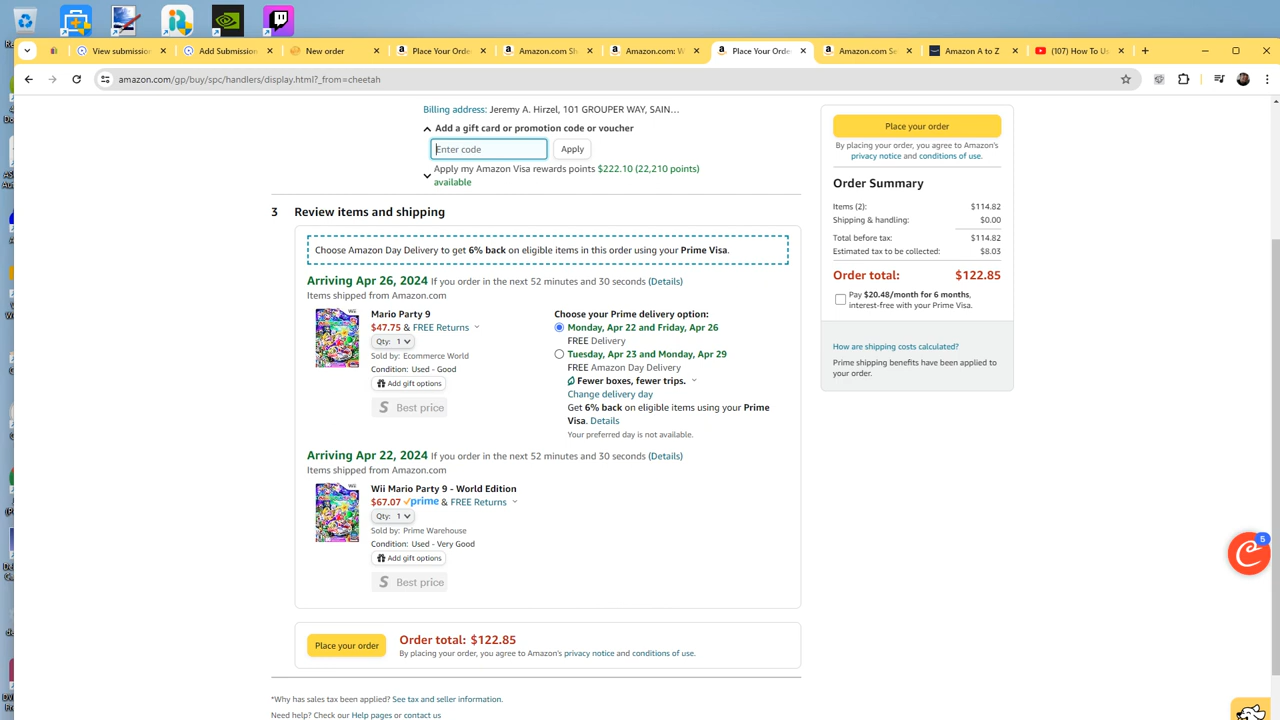 View submission
Add Submission
New order
Place Your Orde
Amazon.com Sh
Amazon.com: W
Place Your Orde
Amazon.com Se
Amazon A to Z
(107) How To Us
amazon.com/gp/buy/spc/handlers/display.html?_from=cheetah
Billing address: Jeremy A. Hirzel, 101 GROUPER WAY, SAIN...
Add a gift card or promotion code or voucher
Enter code
Apply
Apply my Amazon Visa rewards points $222.10 (22,210 points)
available
3 Review items and shipping
Choose Amazon Day Delivery to get 6% back on eligible items in this order using your Prime Visa.
Arriving Apr 26, 2024 If you order in the next 52 minutes and 30 seconds (Details)
Items shipped from Amazon.com
Mario Party 9
$47.75 & FREE Returns
Qty: 1
Sold by: Ecommerce World
Condition: Used - Good
Add gift options
S Best price
Choose your Prime delivery option:
Monday, Apr 22 and Friday, Apr 26
FREE Delivery
Tuesday, Apr 23 and Monday, Apr 29
FREE Amazon Day Delivery
Fewer boxes, fewer trips.
Change delivery day
Get 6% back on eligible items using your Prime
Visa. Details
Your preferred day is not available.
Arriving Apr 22, 2024 If you order in the next 52 minutes and 30 seconds (Details)
Items shipped from Amazon.com
Wii Mario Party 9 - World Edition
$67.07 prime & FREE Returns
Qty: 1
Sold by: Prime Warehouse
Condition: Used - Very Good
Add gift options
S Best price
Place your order
Order total: $122.85
By placing your order, you agree to Amazon's privacy notice and conditions of use.
*Why has sales tax been applied? See tax and seller information.
Need help? Check our Help pages or contact us
Place your order
By placing your order, you agree to Amazon's
privacy notice and conditions of use.
Order Summary
Items (2): $114.82
Shipping & handling: $0.00
Total before tax: $114.82
Estimated tax to be collected: $8.03
Order total: $122.85
Pay $20.48/month for 6 months,
interest-free with your Prime Visa.
How are shipping costs calculated?
Prime shipping benefits have been applied to
your order.
5